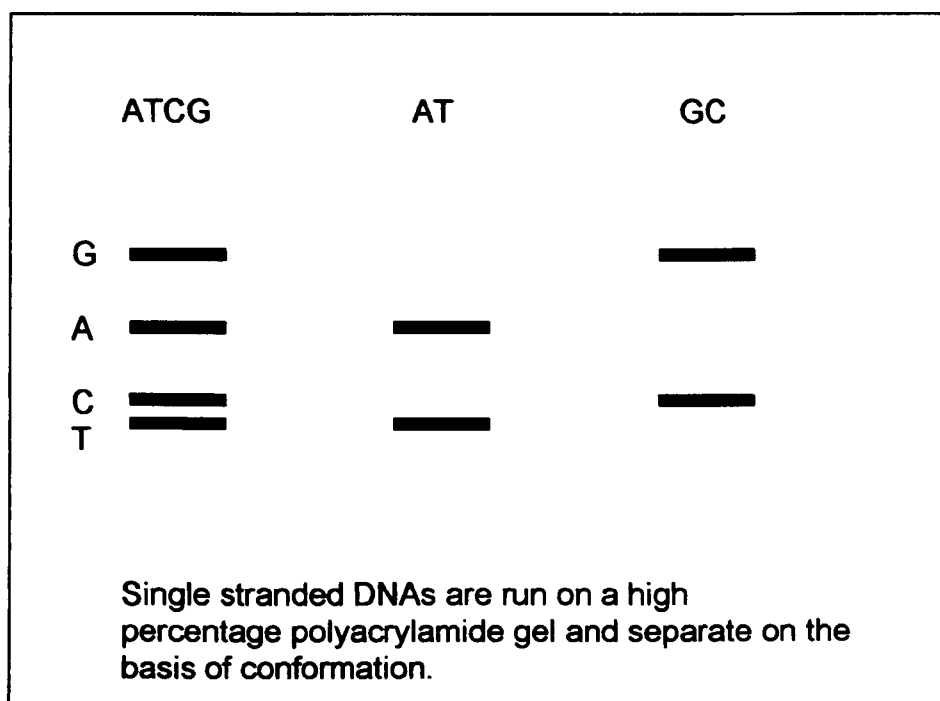 ATCG AT GC
G
A
C
T
Single stranded DNAs are run on a high
percentage polyacrylamide gel and separate on the
basis of conformation.